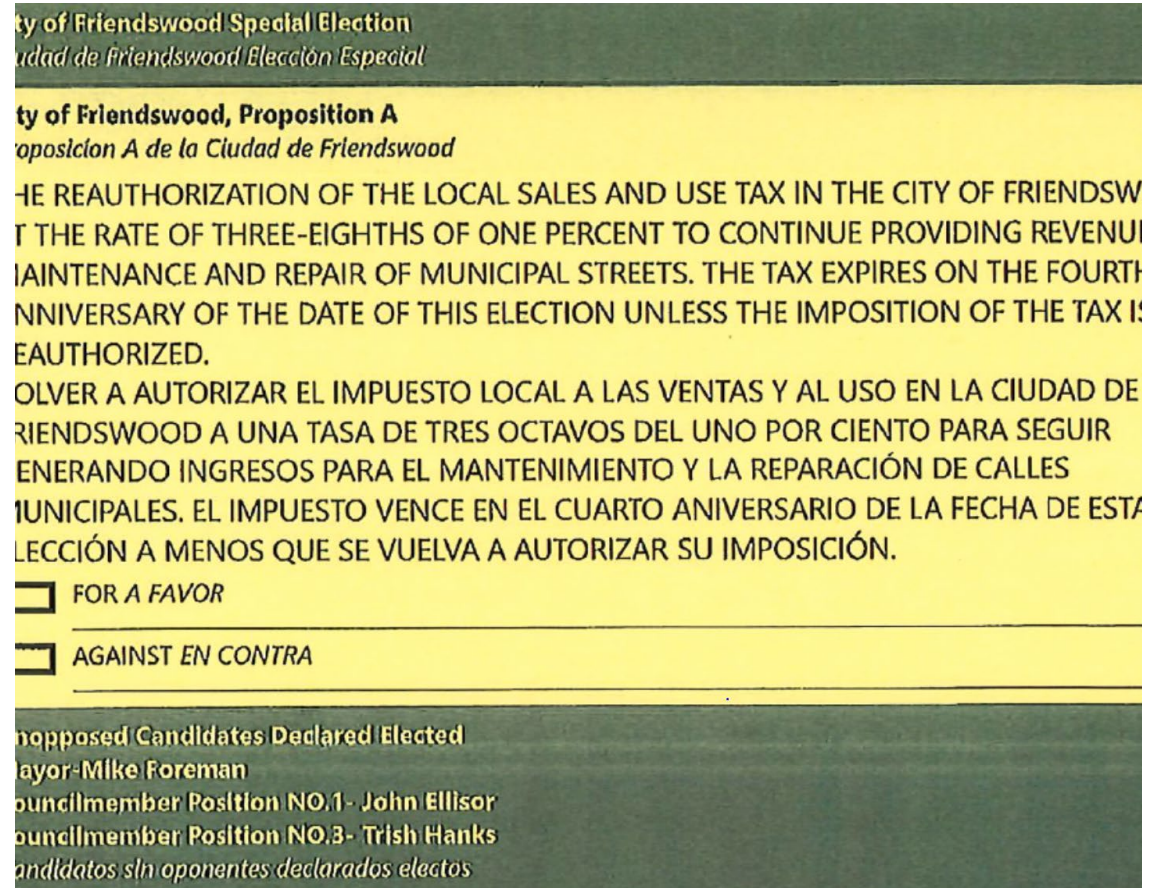 ty of Friendswood Special Election
udad de Friendswood Elección Especial
ty of Friendswood, Proposition A
oposicion A de la Ciudad de Friendswood
HE REAUTHORIZATION OF THE LOCAL SALES AND USE TAX IN THE CITY OF FRIENDSW
T THE RATE OF THREE-EIGHTHS OF ONE PERCENT TO CONTINUE PROVIDING REVENU
AINTENANCE AND REPAIR OF MUNICIPAL STREETS. THE TAX EXPIRES ON THE FOURTH
NNIVERSARY OF THE DATE OF THIS ELECTION UNLESS THE IMPOSITION OF THE TAX IS
EAUTHORIZED.
OLVER A AUTORIZAR EL IMPUESTO LOCAL A LAS VENTAS Y AL USO EN LA CIUDAD DE
RIENDSWOOD A UNA TASA DE TRES OCTAVOS DEL UNO POR CIENTO PARA SEGUIR
ENERANDO INGRESOS PARA EL MANTENIMIENTO Y LA REPARACIÓN DE CALLES
MUNICIPALES. EL IMPUESTO VENCE EN EL CUARTO ANIVERSARIO DE LA FECHA DE ESTA
LECCIÓN A MENOS QUE SE VUELVA A AUTORIZAR SU IMPOSICIÓN.
FOR A FAVOR
AGAINST EN CONTRA
nopposed Candidates Declared Elected
ayor-Mike Foreman
ouncilmember Position NO.1- John Ellisor
ouncilmember Position NO.3- Trish Hanks
andidatos sin oponentes declarados electos